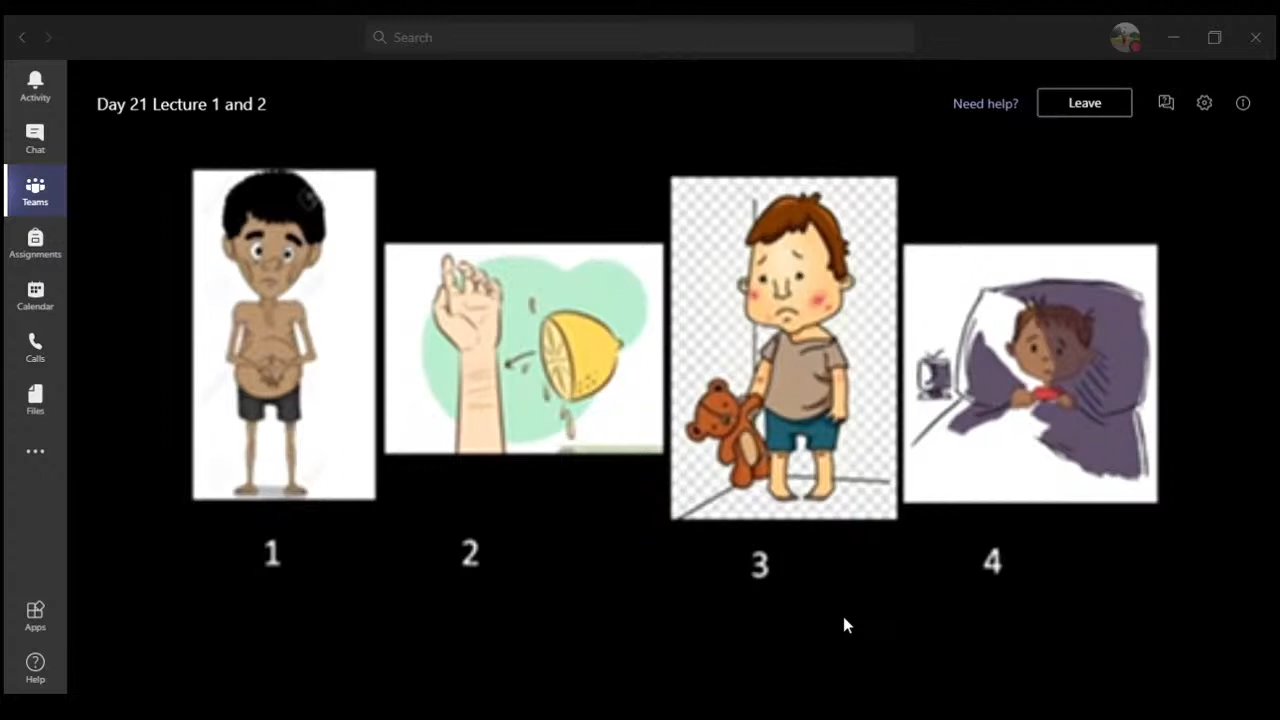 Search
Activity
Chat
Teams
Assignments
Calendar
Calls
Files
Apps
Help
Day 21 Lecture 1 and 2
Need help?
Leave
1
2
3
4